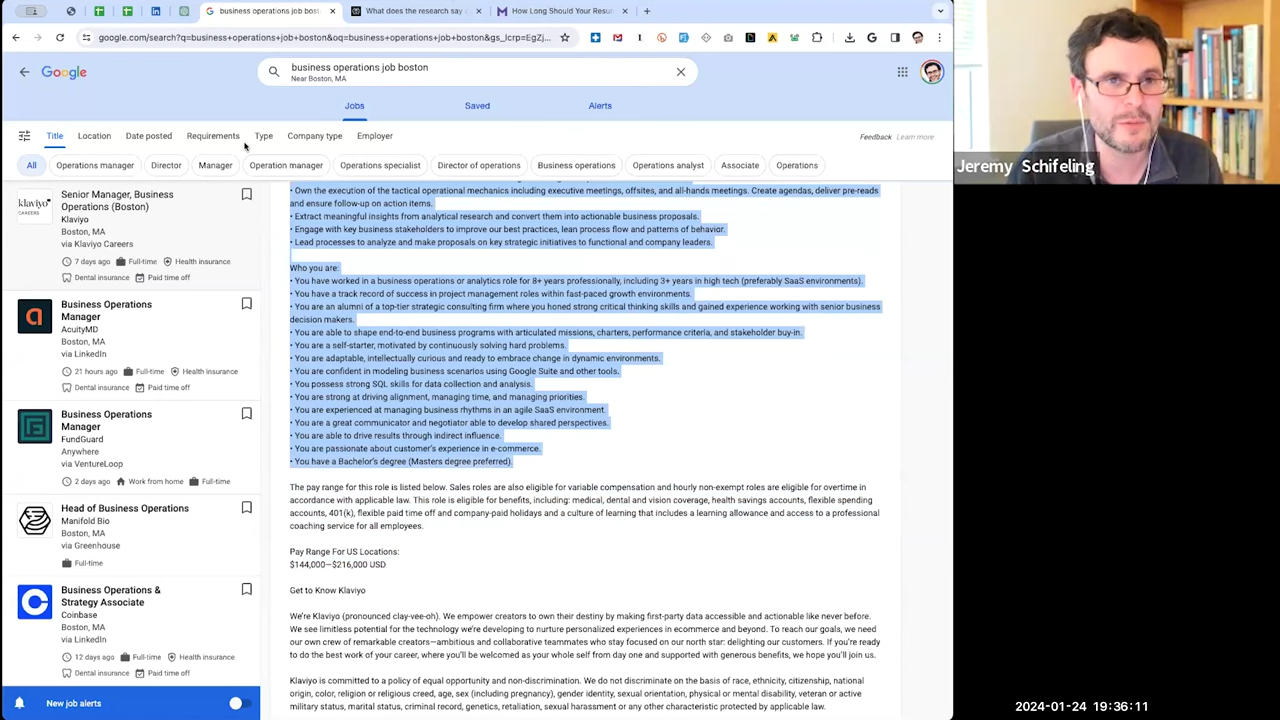 business operations job bost
What does the research say
How Long Should Your Resu
google.com/search?q=business+operations+job+boston&oq=business+operations+job+boston&gs_lcrp=EgZj...
Google
business operations job boston
Near Boston, MA
Jobs
Saved
Alerts
Title
Location
Date posted
Requirements
Type
Company type
Employer
Feedback
Learn more
All
Operations manager
Director
Manager
Operation manager
Operations specialist
Director of operations
Business operations
Operations analyst
Associate
Operations
klaviyo
CAREERS
Senior Manager, Business
Operations (Boston)
Klaviyo
Boston, MA
via Klaviyo Careers
7 days ago
Full-time
Health insurance
Dental insurance
Paid time off
Business Operations
Manager
AcuityMD
Boston, MA
via LinkedIn
21 hours ago
Full-time
Health insurance
Dental insurance
Paid time off
Business Operations
Manager
FundGuard
Anywhere
via VentureLoop
2 days ago
Work from home
Full-time
Head of Business Operations
Manifold Bio
Boston, MA
via Greenhouse
Full-time
Business Operations &
Strategy Associate
Coinbase
Boston, MA
via LinkedIn
12 days ago
Full-time
Health insurance
Dental insurance
Paid time off
New job alerts
• Own the execution of the tactical operational mechanics including executive meetings, offsites, and all-hands meetings. Create agendas, deliver pre-reads
and ensure follow-up on action items.
• Extract meaningful insights from analytical research and convert them into actionable business proposals.
• Engage with key business stakeholders to improve our best practices, lean process flow and patterns of behavior.
• Lead processes to analyze and make proposals on key strategic initiatives to functional and company leaders.
Who you are:
• You have worked in a business operations or analytics role for 8+ years professionally, including 3+ years in high tech (preferably SaaS environments).
• You have a track record of success in project management roles within fast-paced growth environments.
• You are an alumni of a top-tier strategic consulting firm where you honed strong critical thinking skills and gained experience working with senior business
decision makers.
• You are able to shape end-to-end business programs with articulated missions, charters, performance criteria, and stakeholder buy-in.
• You are a self-starter, motivated by continuously solving hard problems.
• You are adaptable, intellectually curious and ready to embrace change in dynamic environments.
• You are confident in modeling business scenarios using Google Suite and other tools.
• You possess strong SQL skills for data collection and analysis.
• You are strong at driving alignment, managing time, and managing priorities.
• You are experienced at managing business rhythms in an agile SaaS environment.
• You are a great communicator and negotiator able to develop shared perspectives.
• You are able to drive results through indirect influence.
• You are passionate about customer's experience in e-commerce.
• You have a Bachelor's degree (Masters degree preferred).
The pay range for this role is listed below. Sales roles are also eligible for variable compensation and hourly non-exempt roles are eligible for overtime in
accordance with applicable law. This role is eligible for benefits, including: medical, dental and vision coverage, health savings accounts, flexible spending
accounts, 401(k), flexible paid time off and company-paid holidays and a culture of learning that includes a learning allowance and access to a professional
coaching service for all employees.
Pay Range For US Locations:
$144,000—$216,000 USD
Get to Know Klaviyo
We're Klaviyo (pronounced clay-vee-oh). We empower creators to own their destiny by making first-party data accessible and actionable like never before.
We see limitless potential for the technology we're developing to nurture personalized experiences in ecommerce and beyond. To reach our goals, we need
our own crew of remarkable creators—ambitious and collaborative teammates who stay focused on our north star: delighting our customers. If you're ready
to do the best work of your career, where you'll be welcomed as your whole self from day one and supported with generous benefits, we hope you'll join us.
Klaviyo is committed to a policy of equal opportunity and non-discrimination. We do not discriminate on the basis of race, ethnicity, citizenship, national
origin, color, religion or religious creed, age, sex (including pregnancy), gender identity, sexual orientation, physical or mental disability, veteran or active
military status, marital status, criminal record, genetics, retaliation, sexual harassment or any other characteristic protected by applicable law.
Jeremy Schifeling
2024-01-24 19:36:11